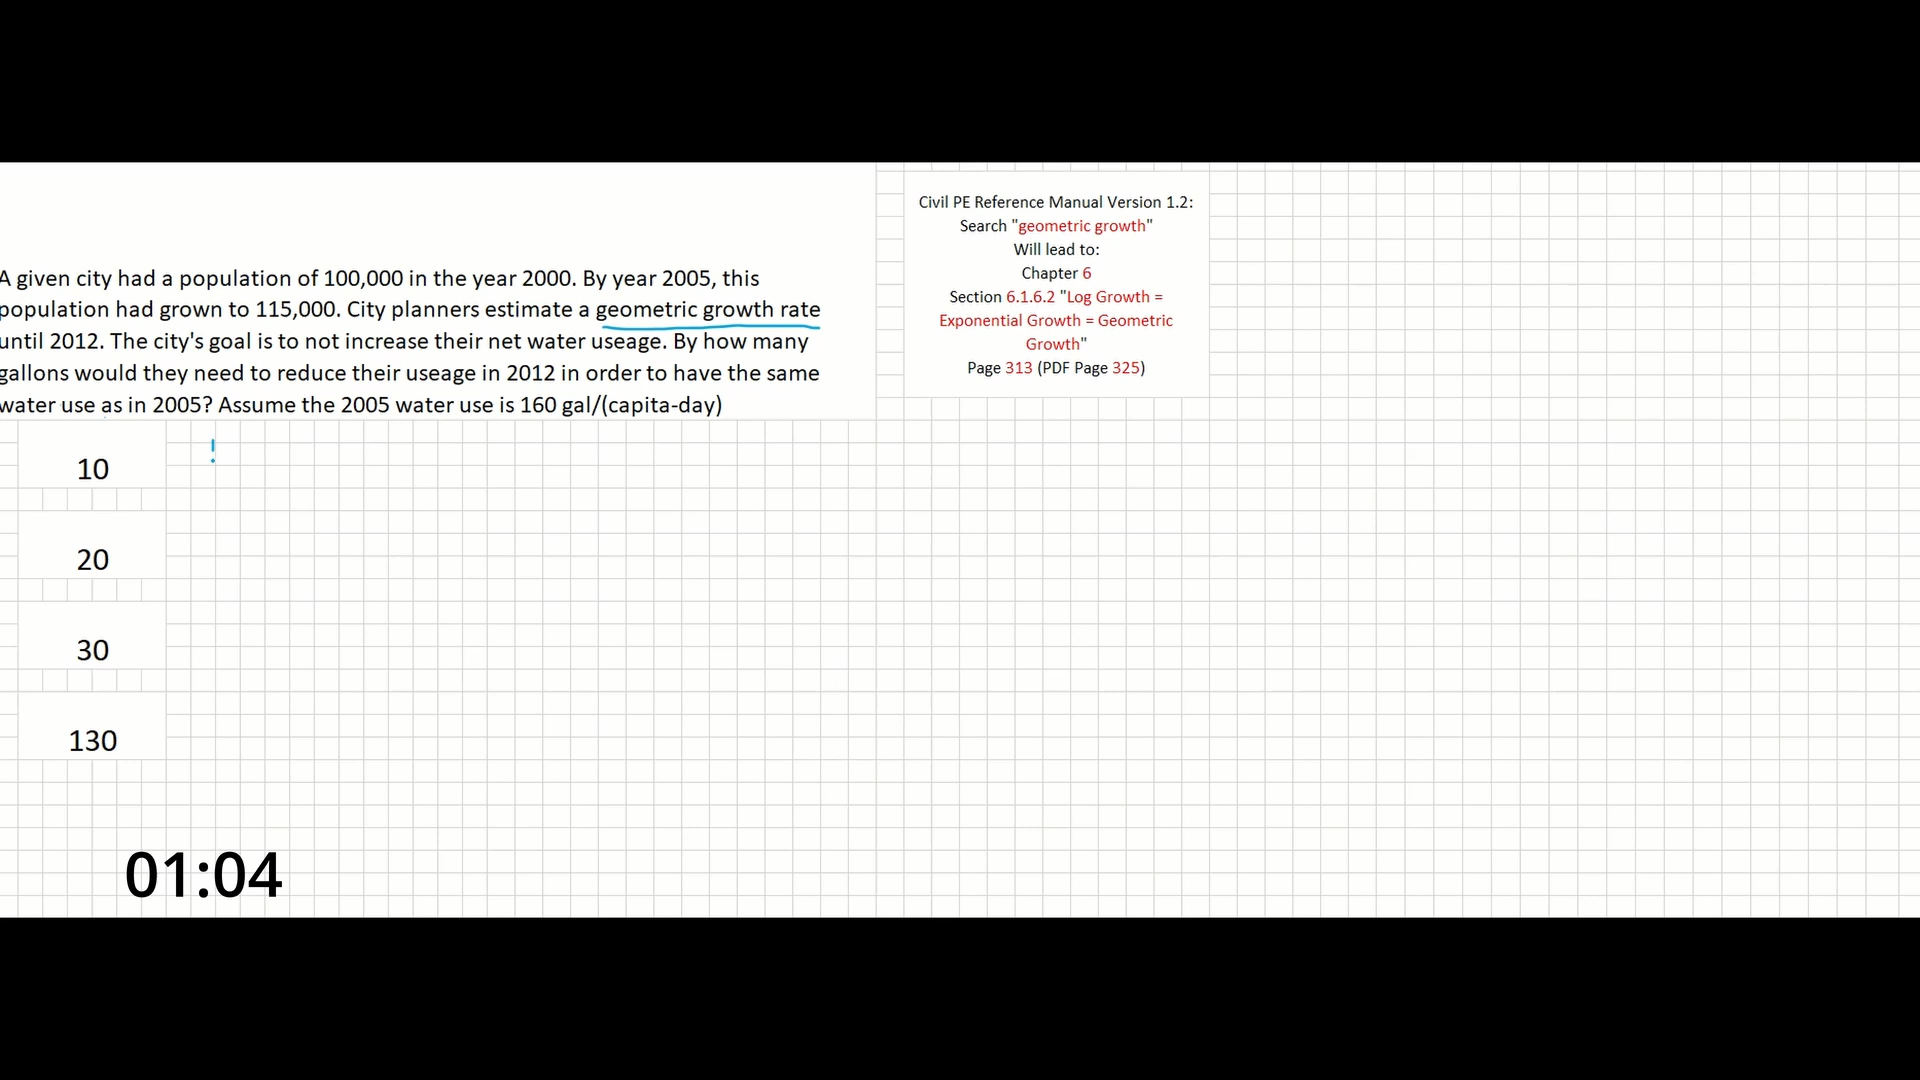 Civil PE Reference Manual Version 1.2:
Search "geometric growth"
Will lead to:
Chapter 6
Section 6.1.6.2 "Log Growth =
Exponential Growth = Geometric
Growth"
Page 313 (PDF Page 325)
A given city had a population of 100,000 in the year 2000. By year 2005, this
population had grown to 115,000. City planners estimate a geometric growth rate
until 2012. The city's goal is to not increase their net water useage. By how many
gallons would they need to reduce their useage in 2012 in order to have the same
water use as in 2005? Assume the 2005 water use is 160 gal/(capita-day)
!
10
20
30
130
01:04